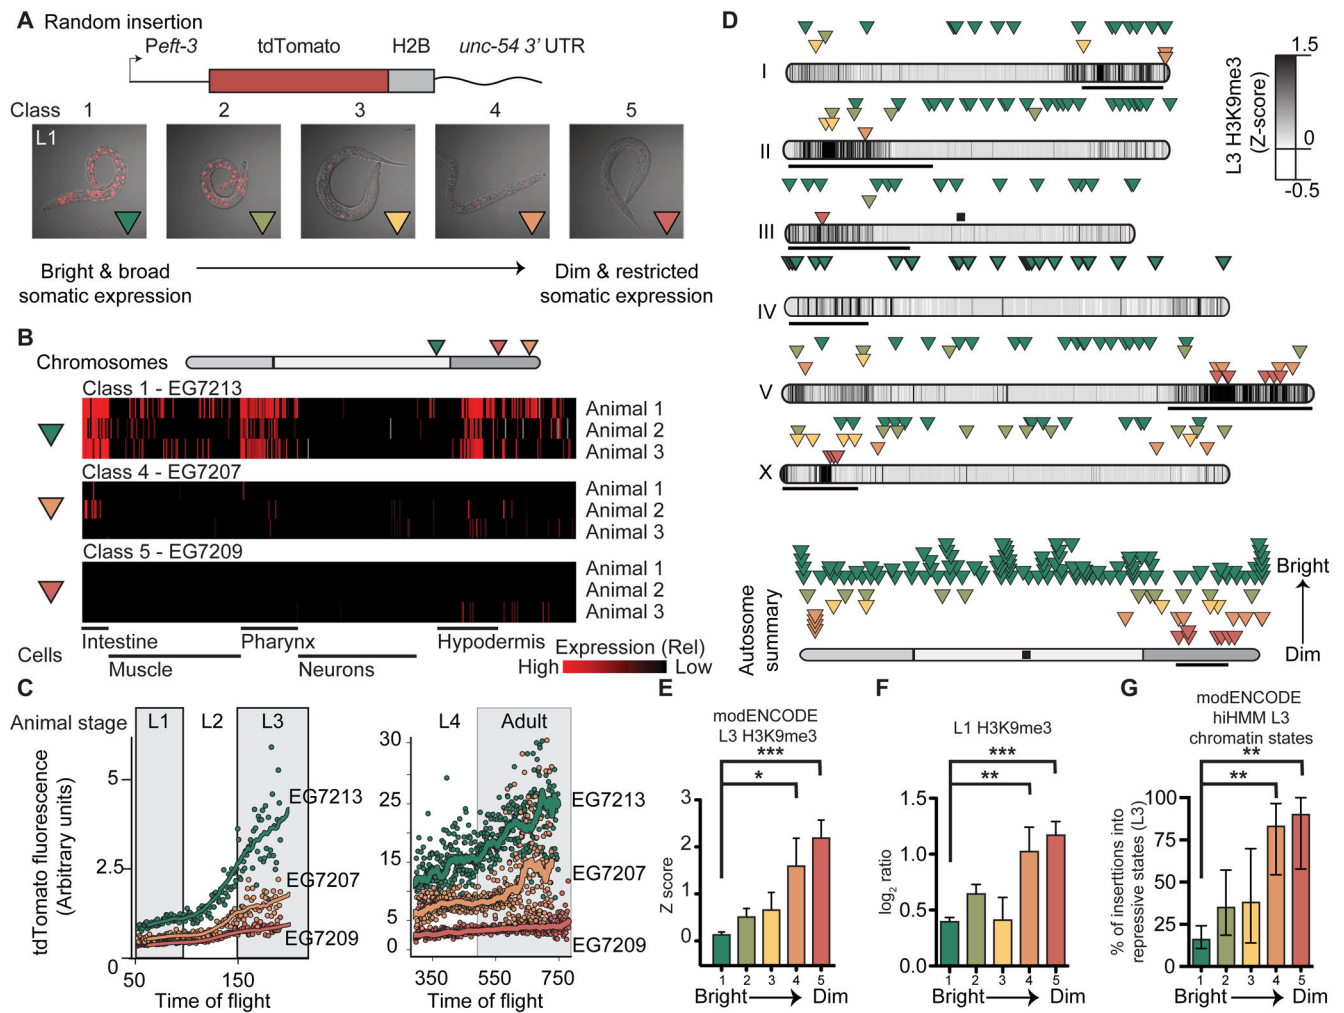 A Random insertion
Peft-3 tdTomato H2B unc-54 3' UTR
Class 1 2 3 4 5
L1
Bright & broad
somatic expression
Dim & restricted
somatic expression
B
Chromosomes
Class 1 - EG7213
Animal 1
Animal 2
Animal 3
Class 4 - EG7207
Animal 1
Animal 2
Animal 3
Class 5 - EG7209
Animal 1
Animal 2
Animal 3
Cells
Intestine Pharynx Hypodermis
Muscle Neurons
Expression (Rel)
High Low
C
Animal stage L1 L2 L3 L4 Adult
tdTomato fluorescence
(Arbitrary units)
5
2.5
0
50 150
Time of flight
EG7213
EG7207
EG7209
30
25
15
5
0
350 550 750
Time of flight
EG7213
EG7207
EG7209
D
I
II
III
IV
V
X
L3 H3K9me3
(Z-score)
1.5
0
-0.5
Autosome
summary
Bright
Dim
E
modENCODE
L3 H3K9me3
***
*
Z score
3
2
1
0
1 2 3 4 5
Bright Dim
F
L1 H3K9me3
***
**
log2 ratio
1.5
1.0
0.5
0.0
1 2 3 4 5
Bright Dim
G
modENCODE
hiHMM L3
chromatin states
**
**
% of inserttions into
repressive states (L3)
100
75
50
25
0
1 2 3 4 5
Bright Dim